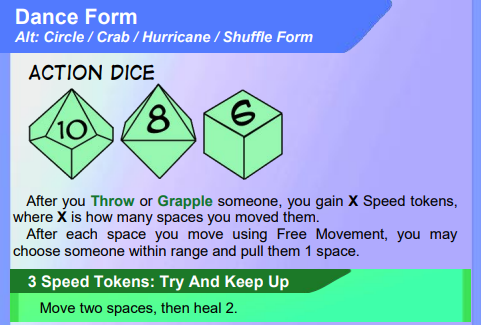 Dance Form
Alt: Circle / Crab / Hurricane / Shuffle Form
ACTION DICE
10 8 6
After you Throw or Grapple someone, you gain X Speed tokens,
where X is how many spaces you moved them.
After each space you move using Free Movement, you may
choose someone within range and pull them 1 space.
3 Speed Tokens: Try And Keep Up
Move two spaces, then heal 2.